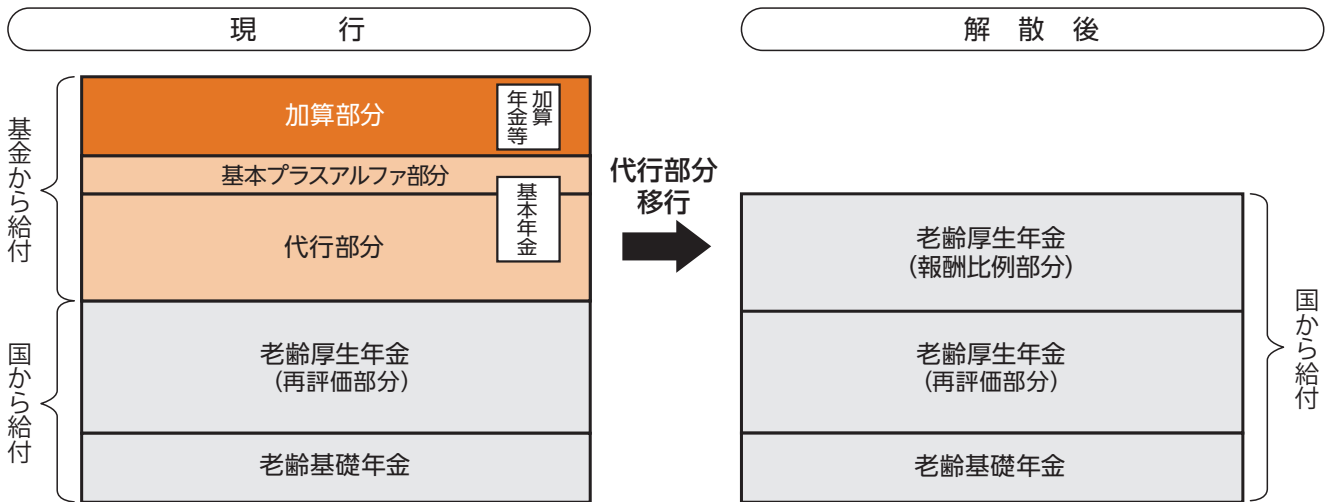 現行
解散後
基金から給付
加算部分
加算
年金等
基本プラスアルファ部分
代行部分
基本年金
国から給付
老齢厚生年金
(再評価部分)
老齢基礎年金
代行部分
移行
老齢厚生年金
(報酬比例部分)
老齢厚生年金
(再評価部分)
老齢基礎年金
国から給付